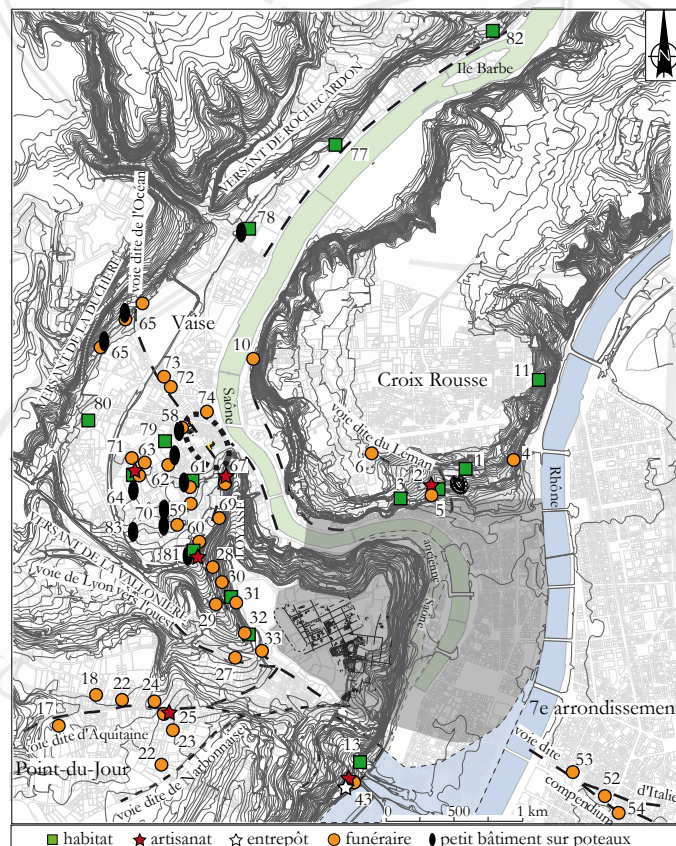 82
N
Ile Barbe
VERSANT DE ROCHECARDON
77
78
voie dite de l'Océan
VERSANT DE LA DUCHÈRE
65
Vaise
65
10
73
72
Saône
Croix Rousse
11
74
80
58
79
voie dite du Léman
71
63
61
67
6
2
1
4
62
64
3
5
Rhône
70
59
69
83
60
81
28
ancienne Saône
VERSANT DE LA VALLONIÈRE
voie de Lyon vers Feurs
30
31
29
32
33
27
18
22
24
17
25
7e arrondissement
voie dite d'Aquitaine
23
Point-du-Jour
22
voie dite de Narbonnaise
13
voie dite
53
43
compendium
52
d'Italie
54
0 500 1 km
habitat artisanat entrepôt funéraire petit bâtiment sur poteaux